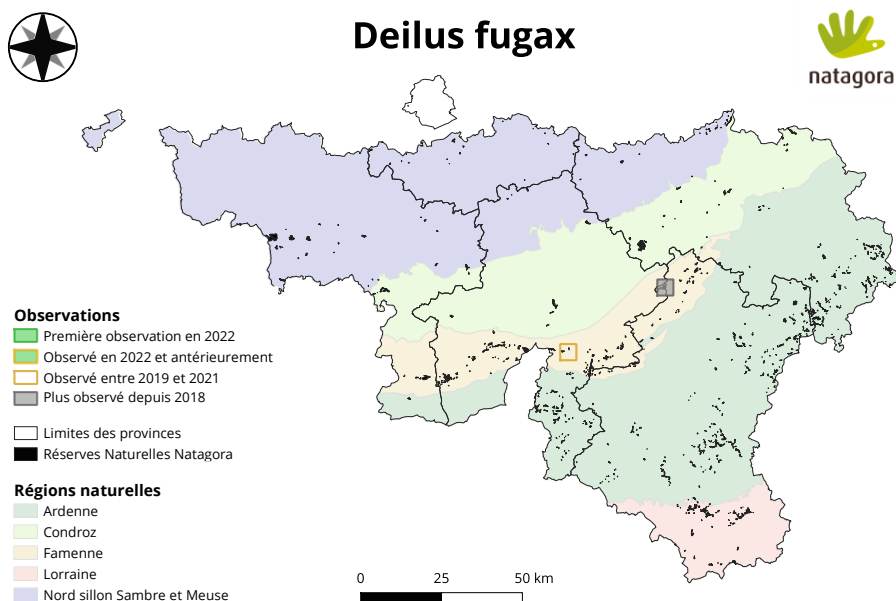 Deilus fugax
natagora
Observations
Première observation en 2022
Observé en 2022 et antérieurement
Observé entre 2019 et 2021
Plus observé depuis 2018
Limites des provinces
Réserves Naturelles Natagora
Régions naturelles
Ardenne
Condroz
Famenne
Lorraine
Nord sillon Sambre et Meuse
0 25 50 km